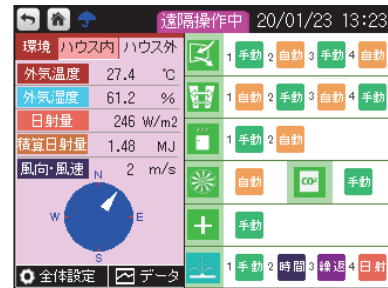 遠隔操作中 20/01/23 13:23
環境 ハウス内 ハウス外
外気温度 27.4 ℃
外気湿度 61.2 %
日射量 246 W/m2
積算日射量 1.48 MJ
風向・風速 2 m/s
N
W E
S
全体設定 データ
1 手動 2 自動 3 手動 4 自動
1 自動 2 手動 3 自動 4 手動
1 手動 2 自動
自動 CO² 手動
手動
1 手動 2 時間 3 繰返 4 日射